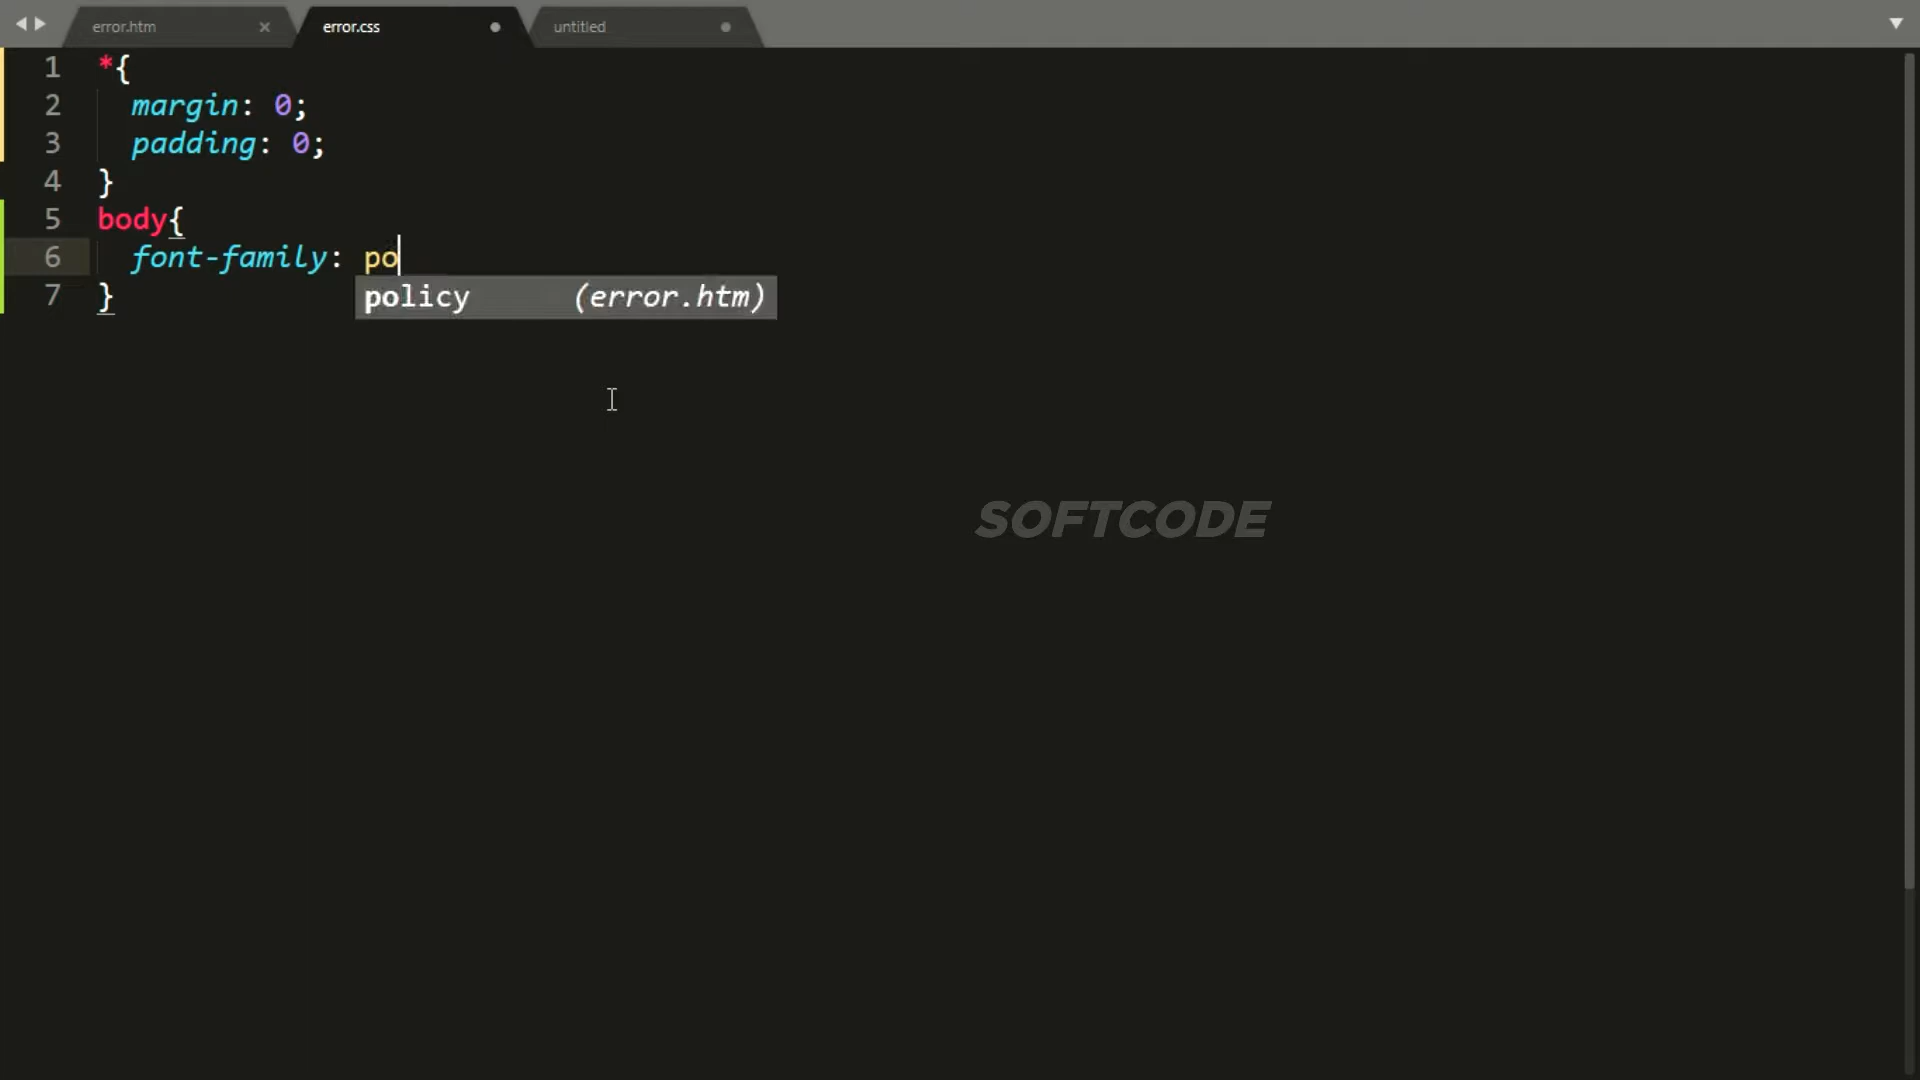 error.htm × error.css untitled
1 *{
2 margin: 0;
3 padding: 0;
4 }
5 body{
6 font-family: po
policy (error.htm)
7 }
SOFTCODE